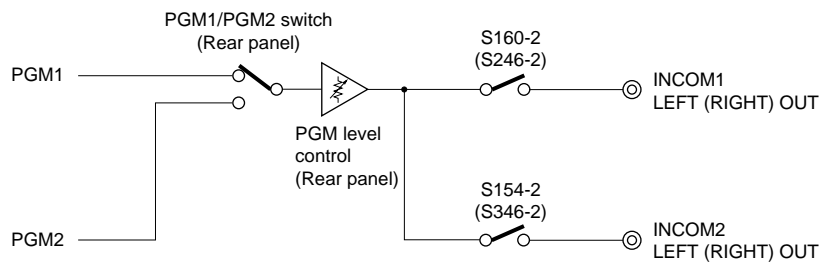 PGM1/PGM2 switch
(Rear panel)
PGM1
S160-2
(S246-2)
INCOM1
LEFT (RIGHT) OUT
PGM level
control
(Rear panel)
S154-2
(S346-2)
PGM2
INCOM2
LEFT (RIGHT) OUT